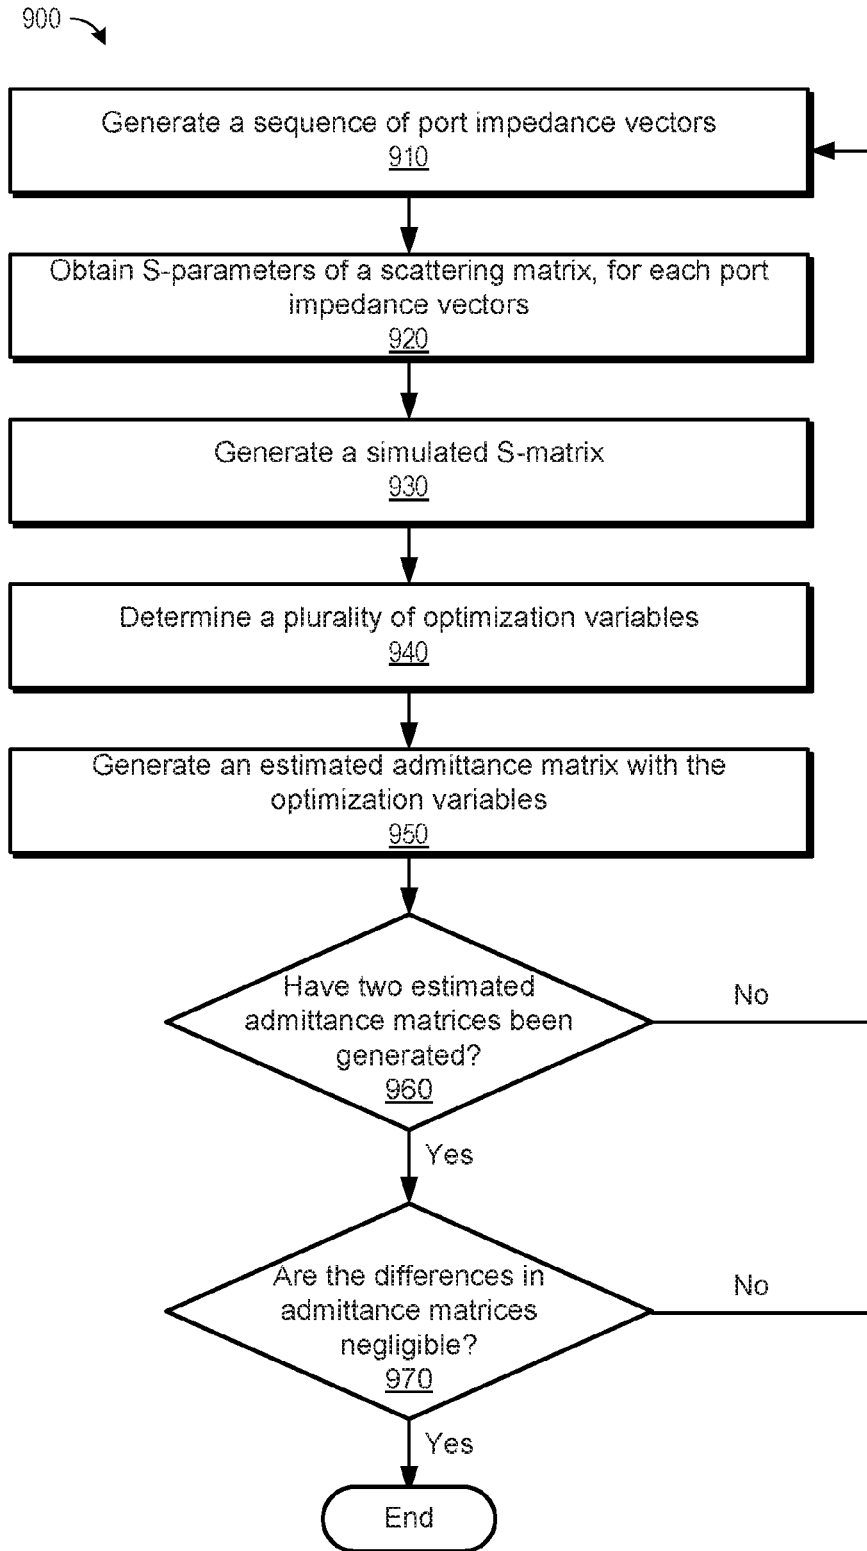 900
Generate a sequence of port impedance vectors
910
Obtain S-parameters of a scattering matrix, for each port
impedance vectors
920
Generate a simulated S-matrix
930
Determine a plurality of optimization variables
940
Generate an estimated admittance matrix with the
optimization variables
950
Have two estimated
admittance matrices been
generated?
960
No
Yes
Are the differences in
admittance matrices
negligible?
970
No
Yes
End